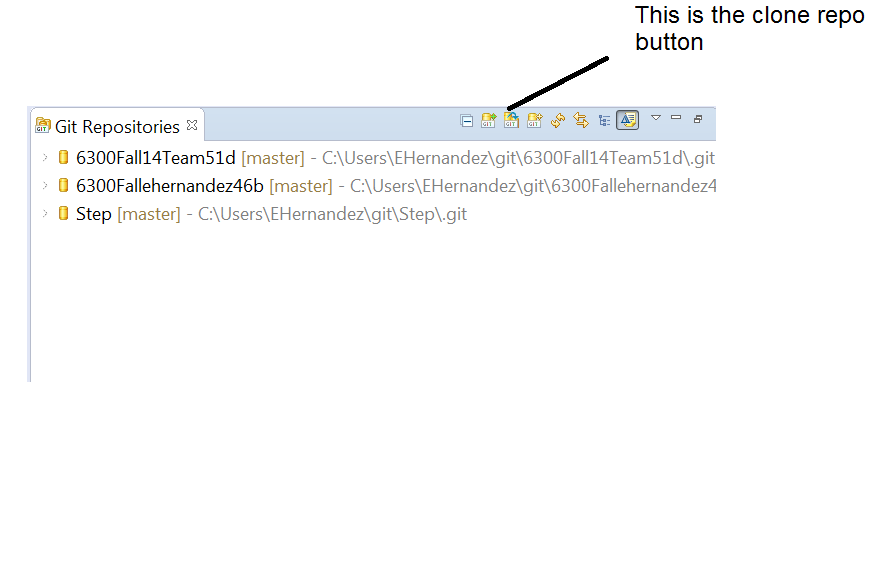 This is the clone repo
button
Git Repositories
6300Fall14Team51d [master] - C:\Users\EHernandez\git\6300Fall14Team51d\.git
6300Fallehernandez46b [master] - C:\Users\EHernandez\git\6300Fallehernandez4
Step [master] - C:\Users\EHernandez\git\Step\.git